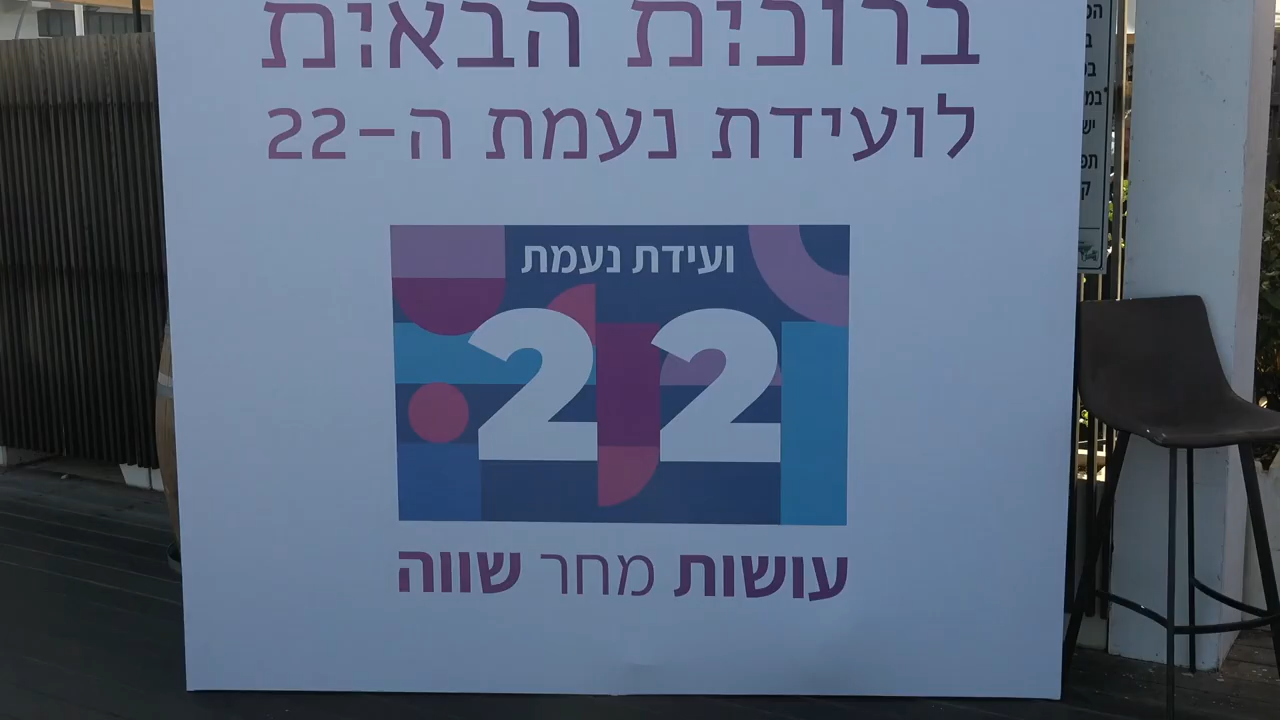 ברוכות הבאות
לועידת נעמת ה-22
ועידת נעמת
22
עושות מחר שווה